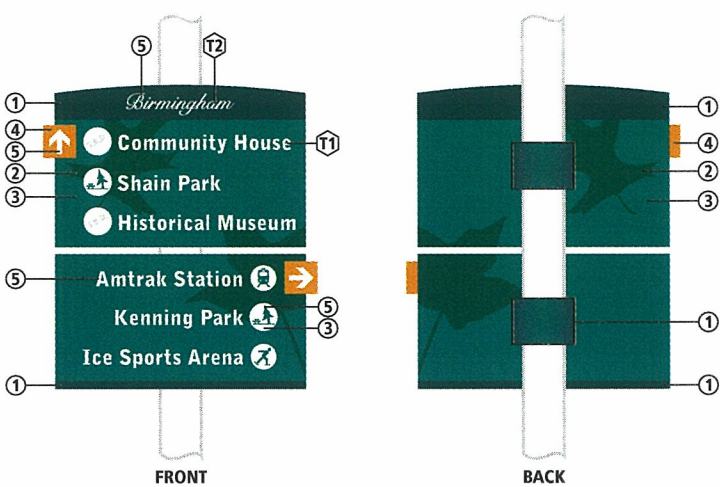 ⑤ T2
① Birmingham ①
④ ④
⑤ Community House T1
② Shain Park ②
③ ③
Historical Museum
⑤ Amtrak Station ⑤
Kenning Park ③
①
Ice Sports Arena
① ①
FRONT BACK